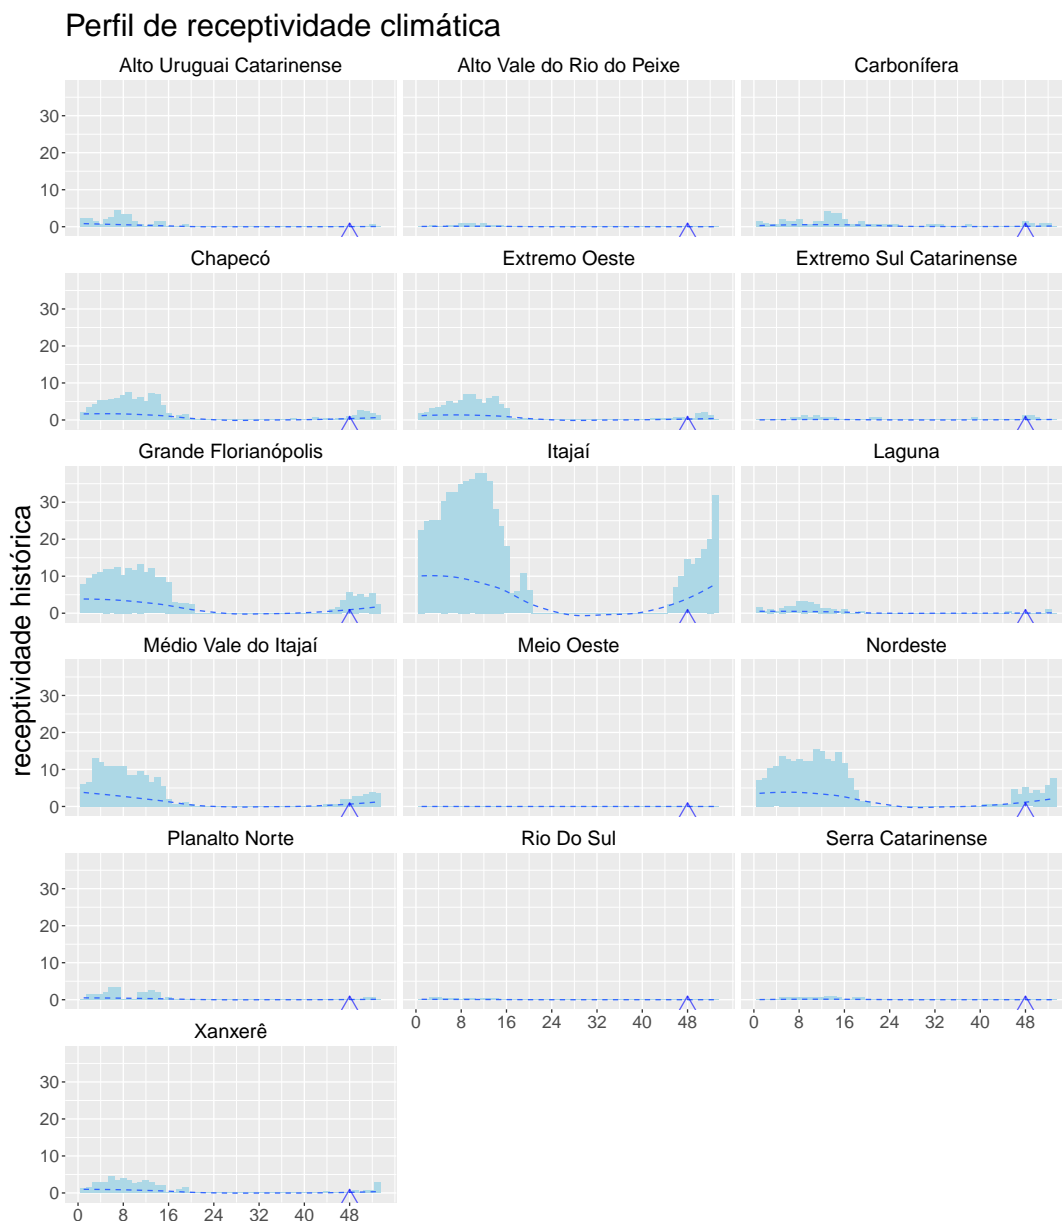 Perfil de receptividade climática
Alto Uruguai Catarinense Alto Vale do Rio do Peixe Carbonífera
30
20
10
0
Chapecó Extremo Oeste Extremo Sul Catarinense
30
20
10
0
Grande Florianópolis Itajaí Laguna
30
20
10
0
receptividade histórica
Médio Vale do Itajaí Meio Oeste Nordeste
30
20
10
0
Planalto Norte Rio Do Sul Serra Catarinense
30
20
10
0
0 8 16 24 32 40 48 0 8 16 24 32 40 48
Xanxerê
30
20
10
0
0 8 16 24 32 40 48